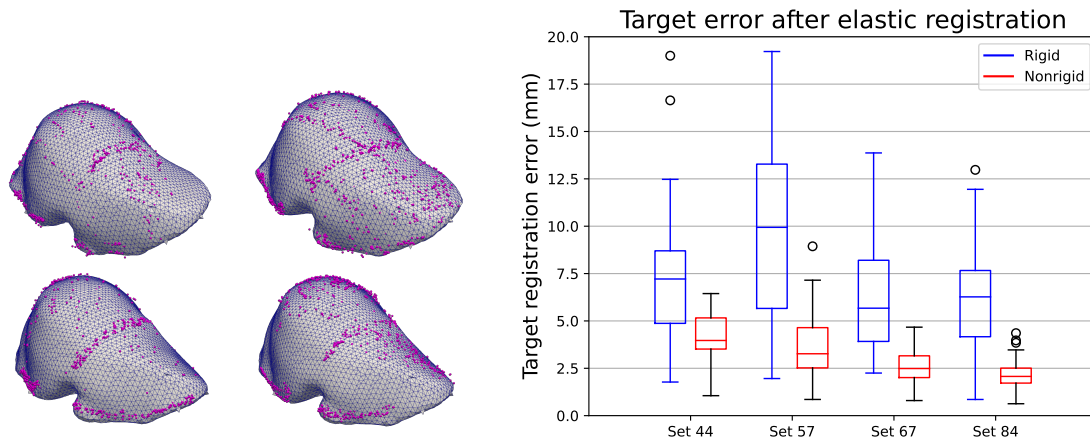 Target error after elastic registration
Target registration error (mm)
20.0
17.5
15.0
12.5
10.0
7.5
5.0
2.5
0.0
Rigid
Nonrigid
Set 44
Set 57
Set 67
Set 84